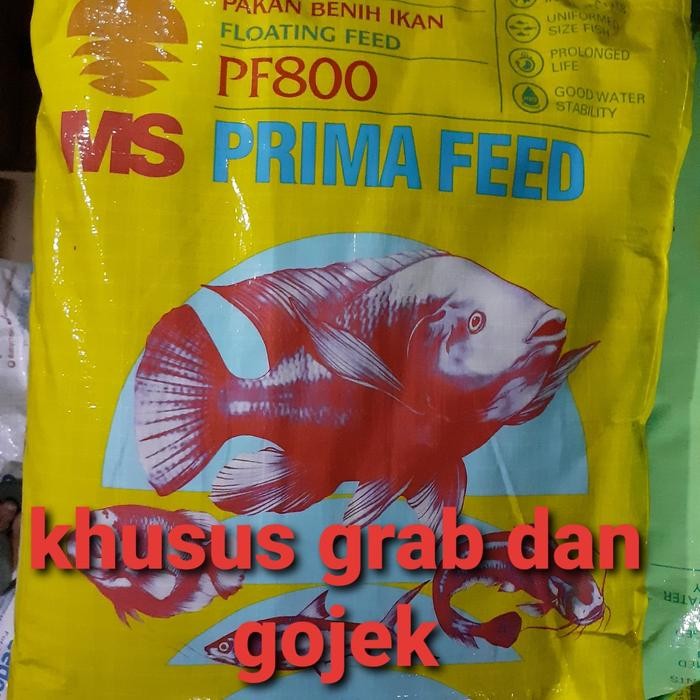 PAKAN BENIH IKAN
FLOATING FEED
PF800
UNIFORMED
SIZE FISH
PROLONGED
LIFE
GOOD WATER
STABILITY
MS PRIMA FEED
khusus grab dan
gojek